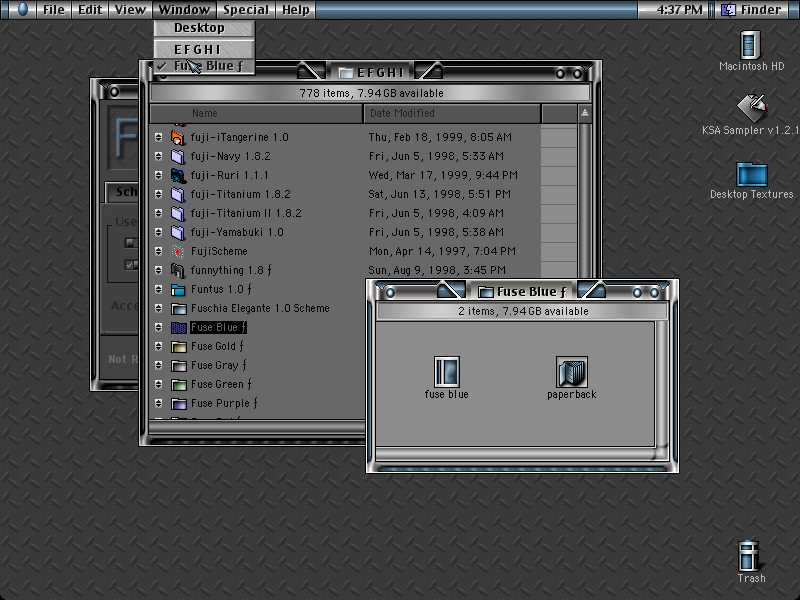 File Edit View Window Special Help 4:37 PM Finder
Desktop
E F G H I
✓ Fuse Blue ƒ
Macintosh HD
KSA Sampler v1.2.1
Desktop Textures
E F G H I
778 items, 7.94 GB available
Name Date Modified
fuji-iTangerine 1.0 Thu, Feb 18, 1999, 8:05 AM
fuji-Navy 1.8.2 Fri, Jun 5, 1998, 5:33 AM
fuji-Ruri 1.1.1 Wed, Mar 17, 1999, 9:44 PM
fuji-Titanium 1.8.2 Sat, Jun 13, 1998, 5:51 PM
fuji-Titanium II 1.8.2 Fri, Jun 5, 1998, 4:09 AM
fuji-Yamabuki 1.0 Fri, Jun 5, 1998, 5:38 AM
FujiScheme Mon, Apr 14, 1997, 7:04 PM
funnything 1.8 ƒ Sun, Aug 9, 1998, 3:45 PM
Funtus 1.0 ƒ
Fuschia Elegante 1.0 Scheme
Fuse Blue ƒ
Fuse Gold ƒ
Fuse Gray ƒ
Fuse Green ƒ
Fuse Purple ƒ
Fuse Blue ƒ
2 items, 7.94 GB available
fuse blue
paperback
F
Sch
Use
Acce
Not R
Trash